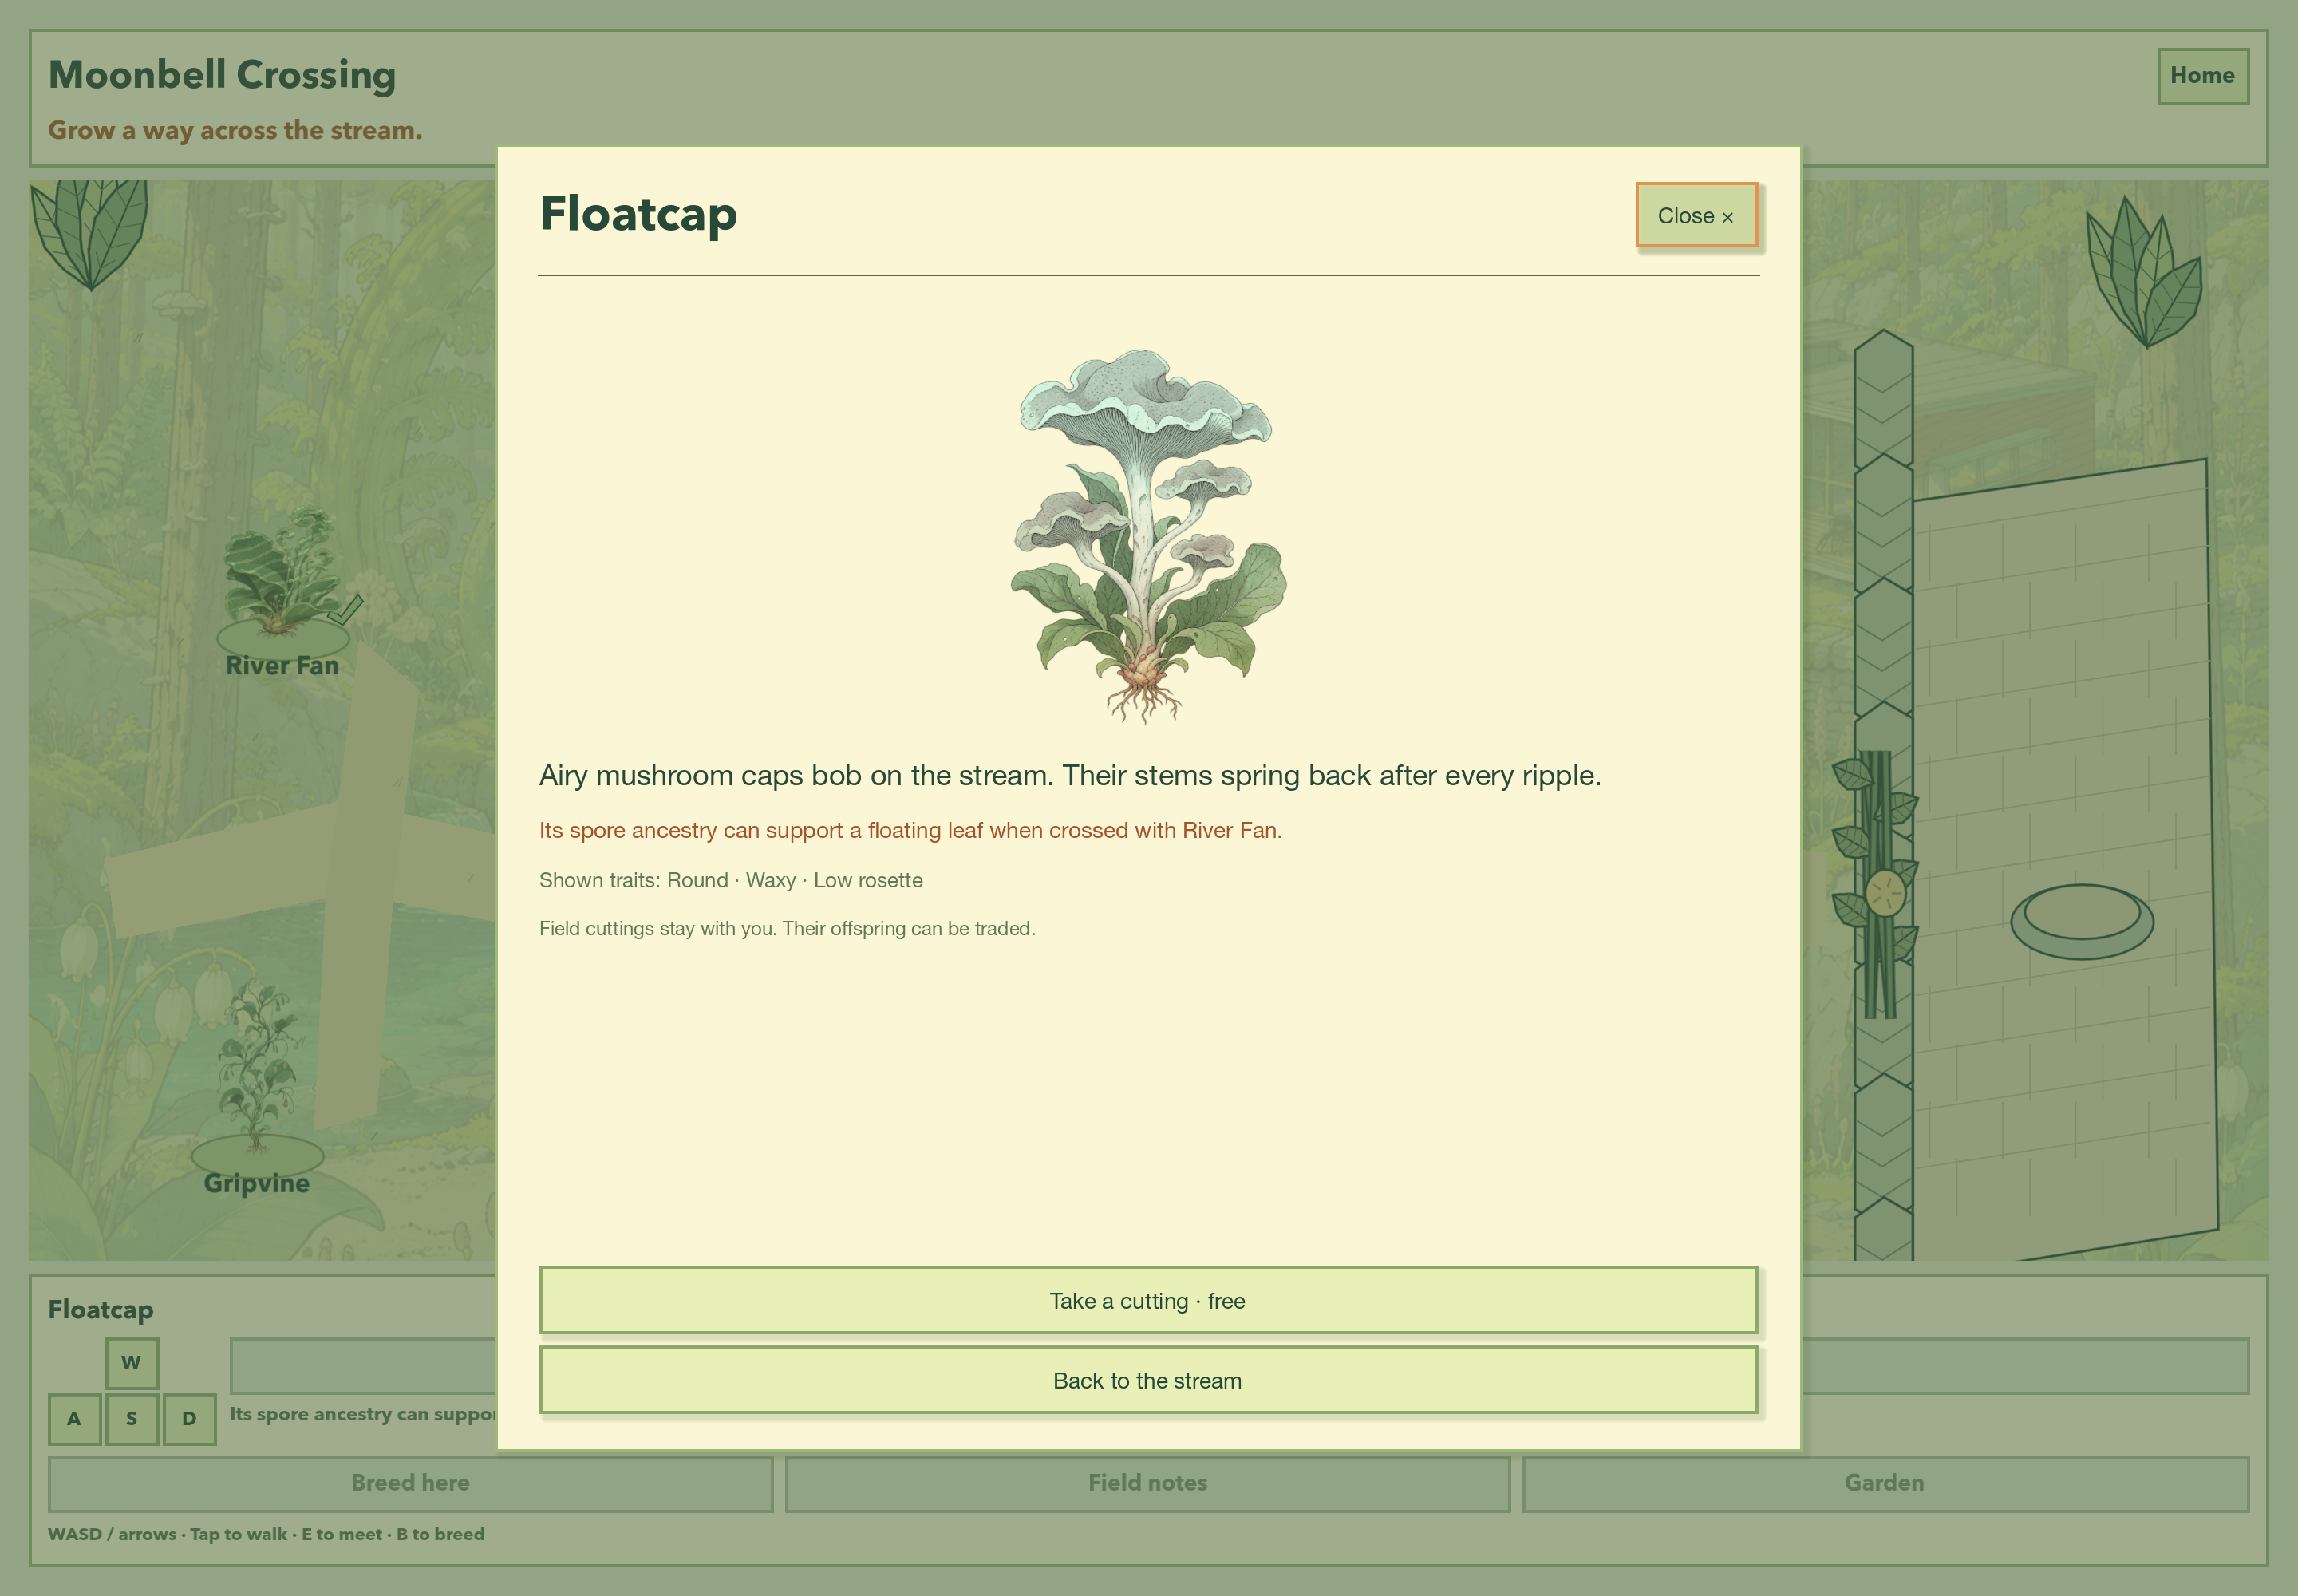 Moonbell Crossing
Home
Grow a way across the stream.
Floatcap
Close ×
River Fan
Airy mushroom caps bob on the stream. Their stems spring back after every ripple.
Its spore ancestry can support a floating leaf when crossed with River Fan.
Shown traits: Round · Waxy · Low rosette
Field cuttings stay with you. Their offspring can be traded.
Gripvine
Take a cutting · free
Back to the stream
Floatcap
W
A S D
Its spore ancestry can suppor
Breed here
Field notes
Garden
WASD / arrows · Tap to walk · E to meet · B to breed